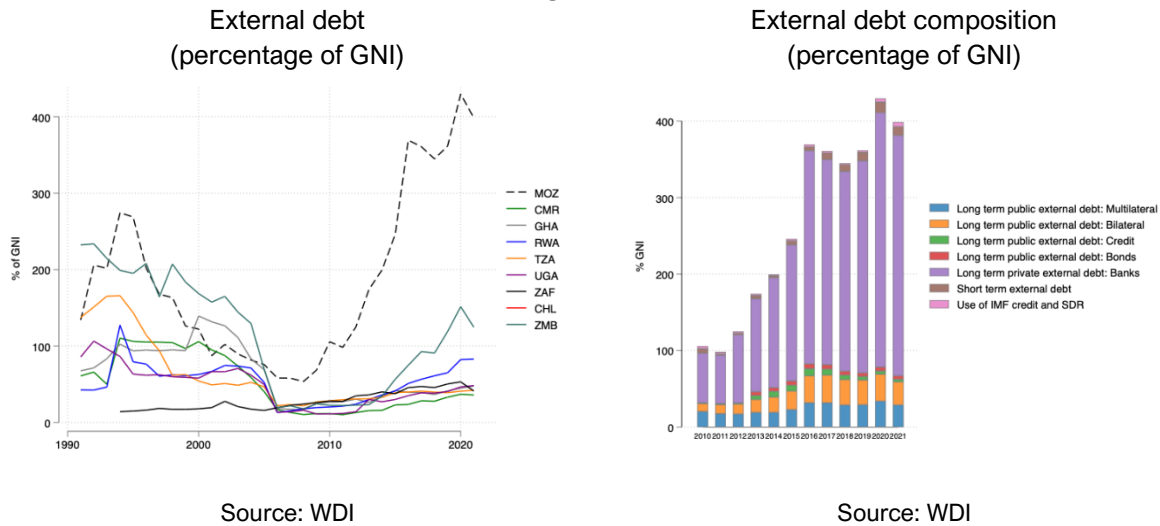 External debt
(percentage of GNI)
400
300
200
100
0
% of GNI
1990
2000
2010
2020
MOZ
CMR
GHA
RWA
TZA
UGA
ZAF
CHL
ZMB
Source: WDI
External debt composition
(percentage of GNI)
400
300
200
100
0
% GNI
2010 2011 2012 2013 2014 2015 2016 2017 2018 2019 2020 2021
Long term public external debt: Multilateral
Long term public external debt: Bilateral
Long term public external debt: Credit
Long term public external debt: Bonds
Long term private external debt: Banks
Short term external debt
Use of IMF credit and SDR
Source: WDI